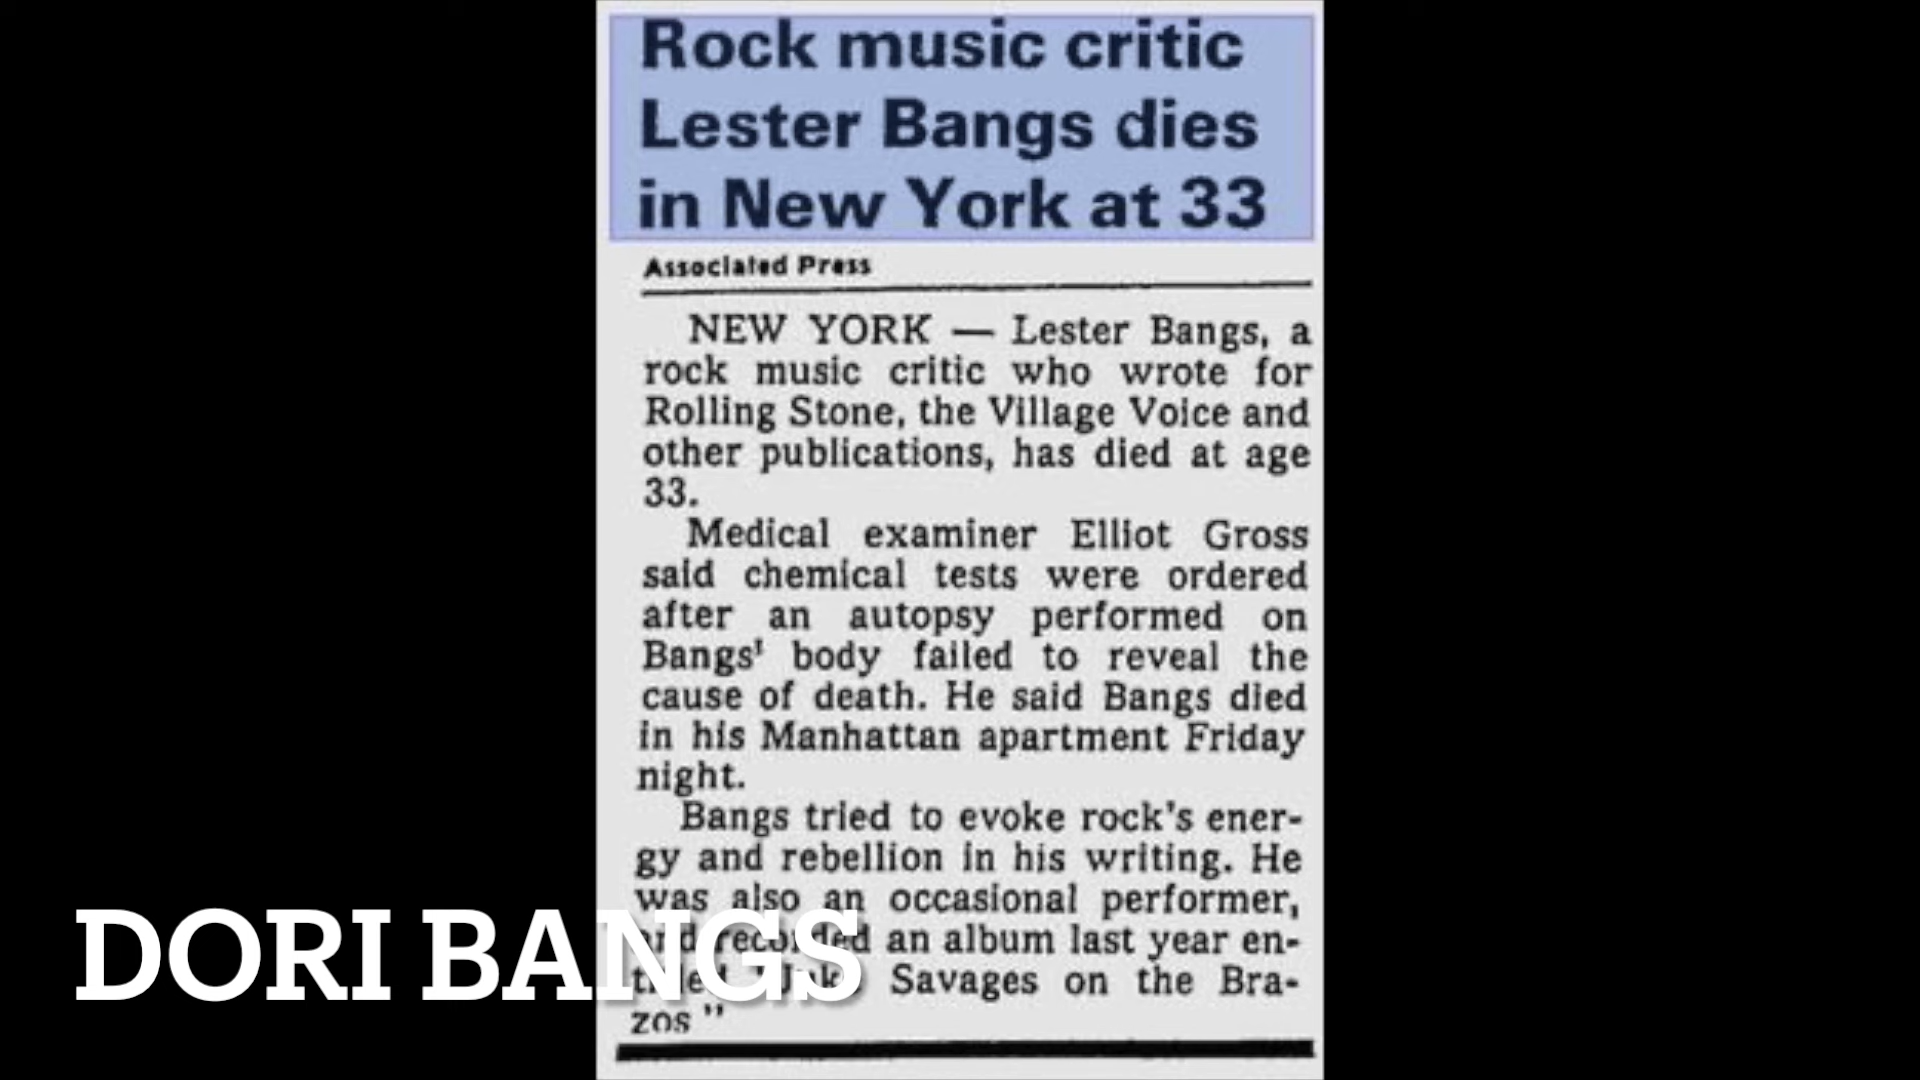 Rock music critic
Lester Bangs dies
in New York at 33
Associated Press
NEW YORK — Lester Bangs, a
rock music critic who wrote for
Rolling Stone, the Village Voice and
other publications, has died at age
33.
Medical examiner Elliot Gross
said chemical tests were ordered
after an autopsy performed on
Bangs' body failed to reveal the
cause of death. He said Bangs died
in his Manhattan apartment Friday
night.
Bangs tried to evoke rock's ener-
gy and rebellion in his writing. He
was also an occasional performer,
and recorded an album last year en-
Savages on the Bra-
zos"
DORI BANGS